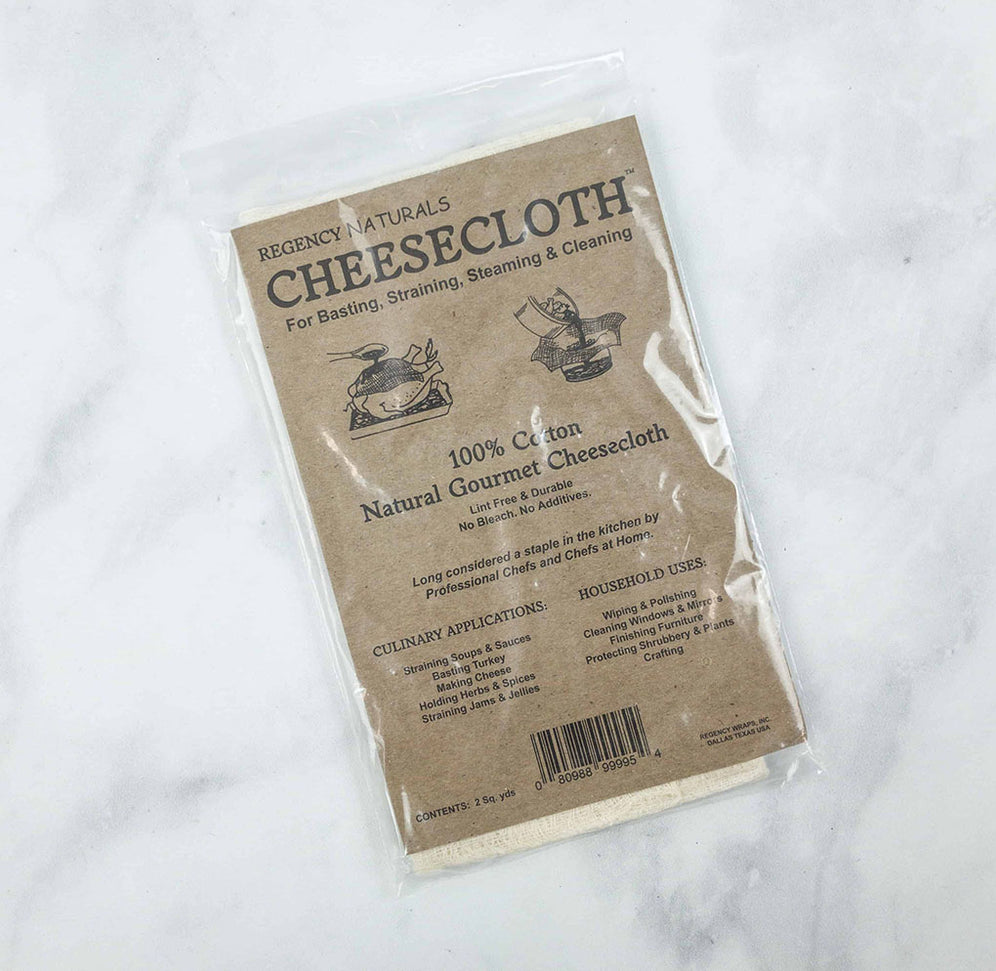 REGENCY NATURALS
CHEESECLOTH™
For Basting, Straining, Steaming & Cleaning
100% Cotton
Natural Gourmet Cheesecloth
Lint Free & Durable
No Bleach. No Additives.
Long considered a staple in the kitchen by
Professional Chefs and Chefs at Home.
CULINARY APPLICATIONS:
Straining Soups & Sauces
Basting Turkey
Making Cheese
Holding Herbs & Spices
Straining Jams & Jellies
HOUSEHOLD USES:
Wiping & Polishing
Cleaning Windows & Mirrors
Finishing Furniture
Protecting Shrubbery & Plants
Crafting
CONTENTS: 2 Sq. yds
0 80988 99995 4
REGENCY WRAPS, INC.
DALLAS TEXAS USA